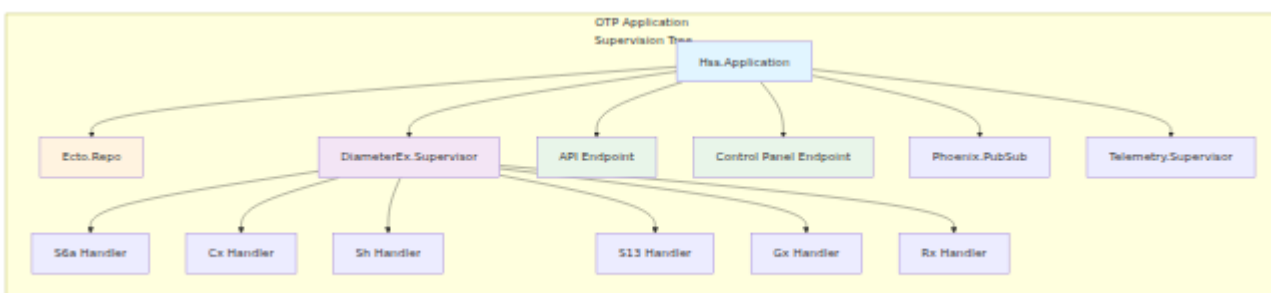 OTP Application
Supervision Tree
Hss.Application
Ecto.Repo
DiameterEx.Supervisor
API Endpoint
Control Panel Endpoint
Phoenix.PubSub
Telemetry.Supervisor
S6a Handler
Cx Handler
Sh Handler
S13 Handler
Gx Handler
Rx Handler